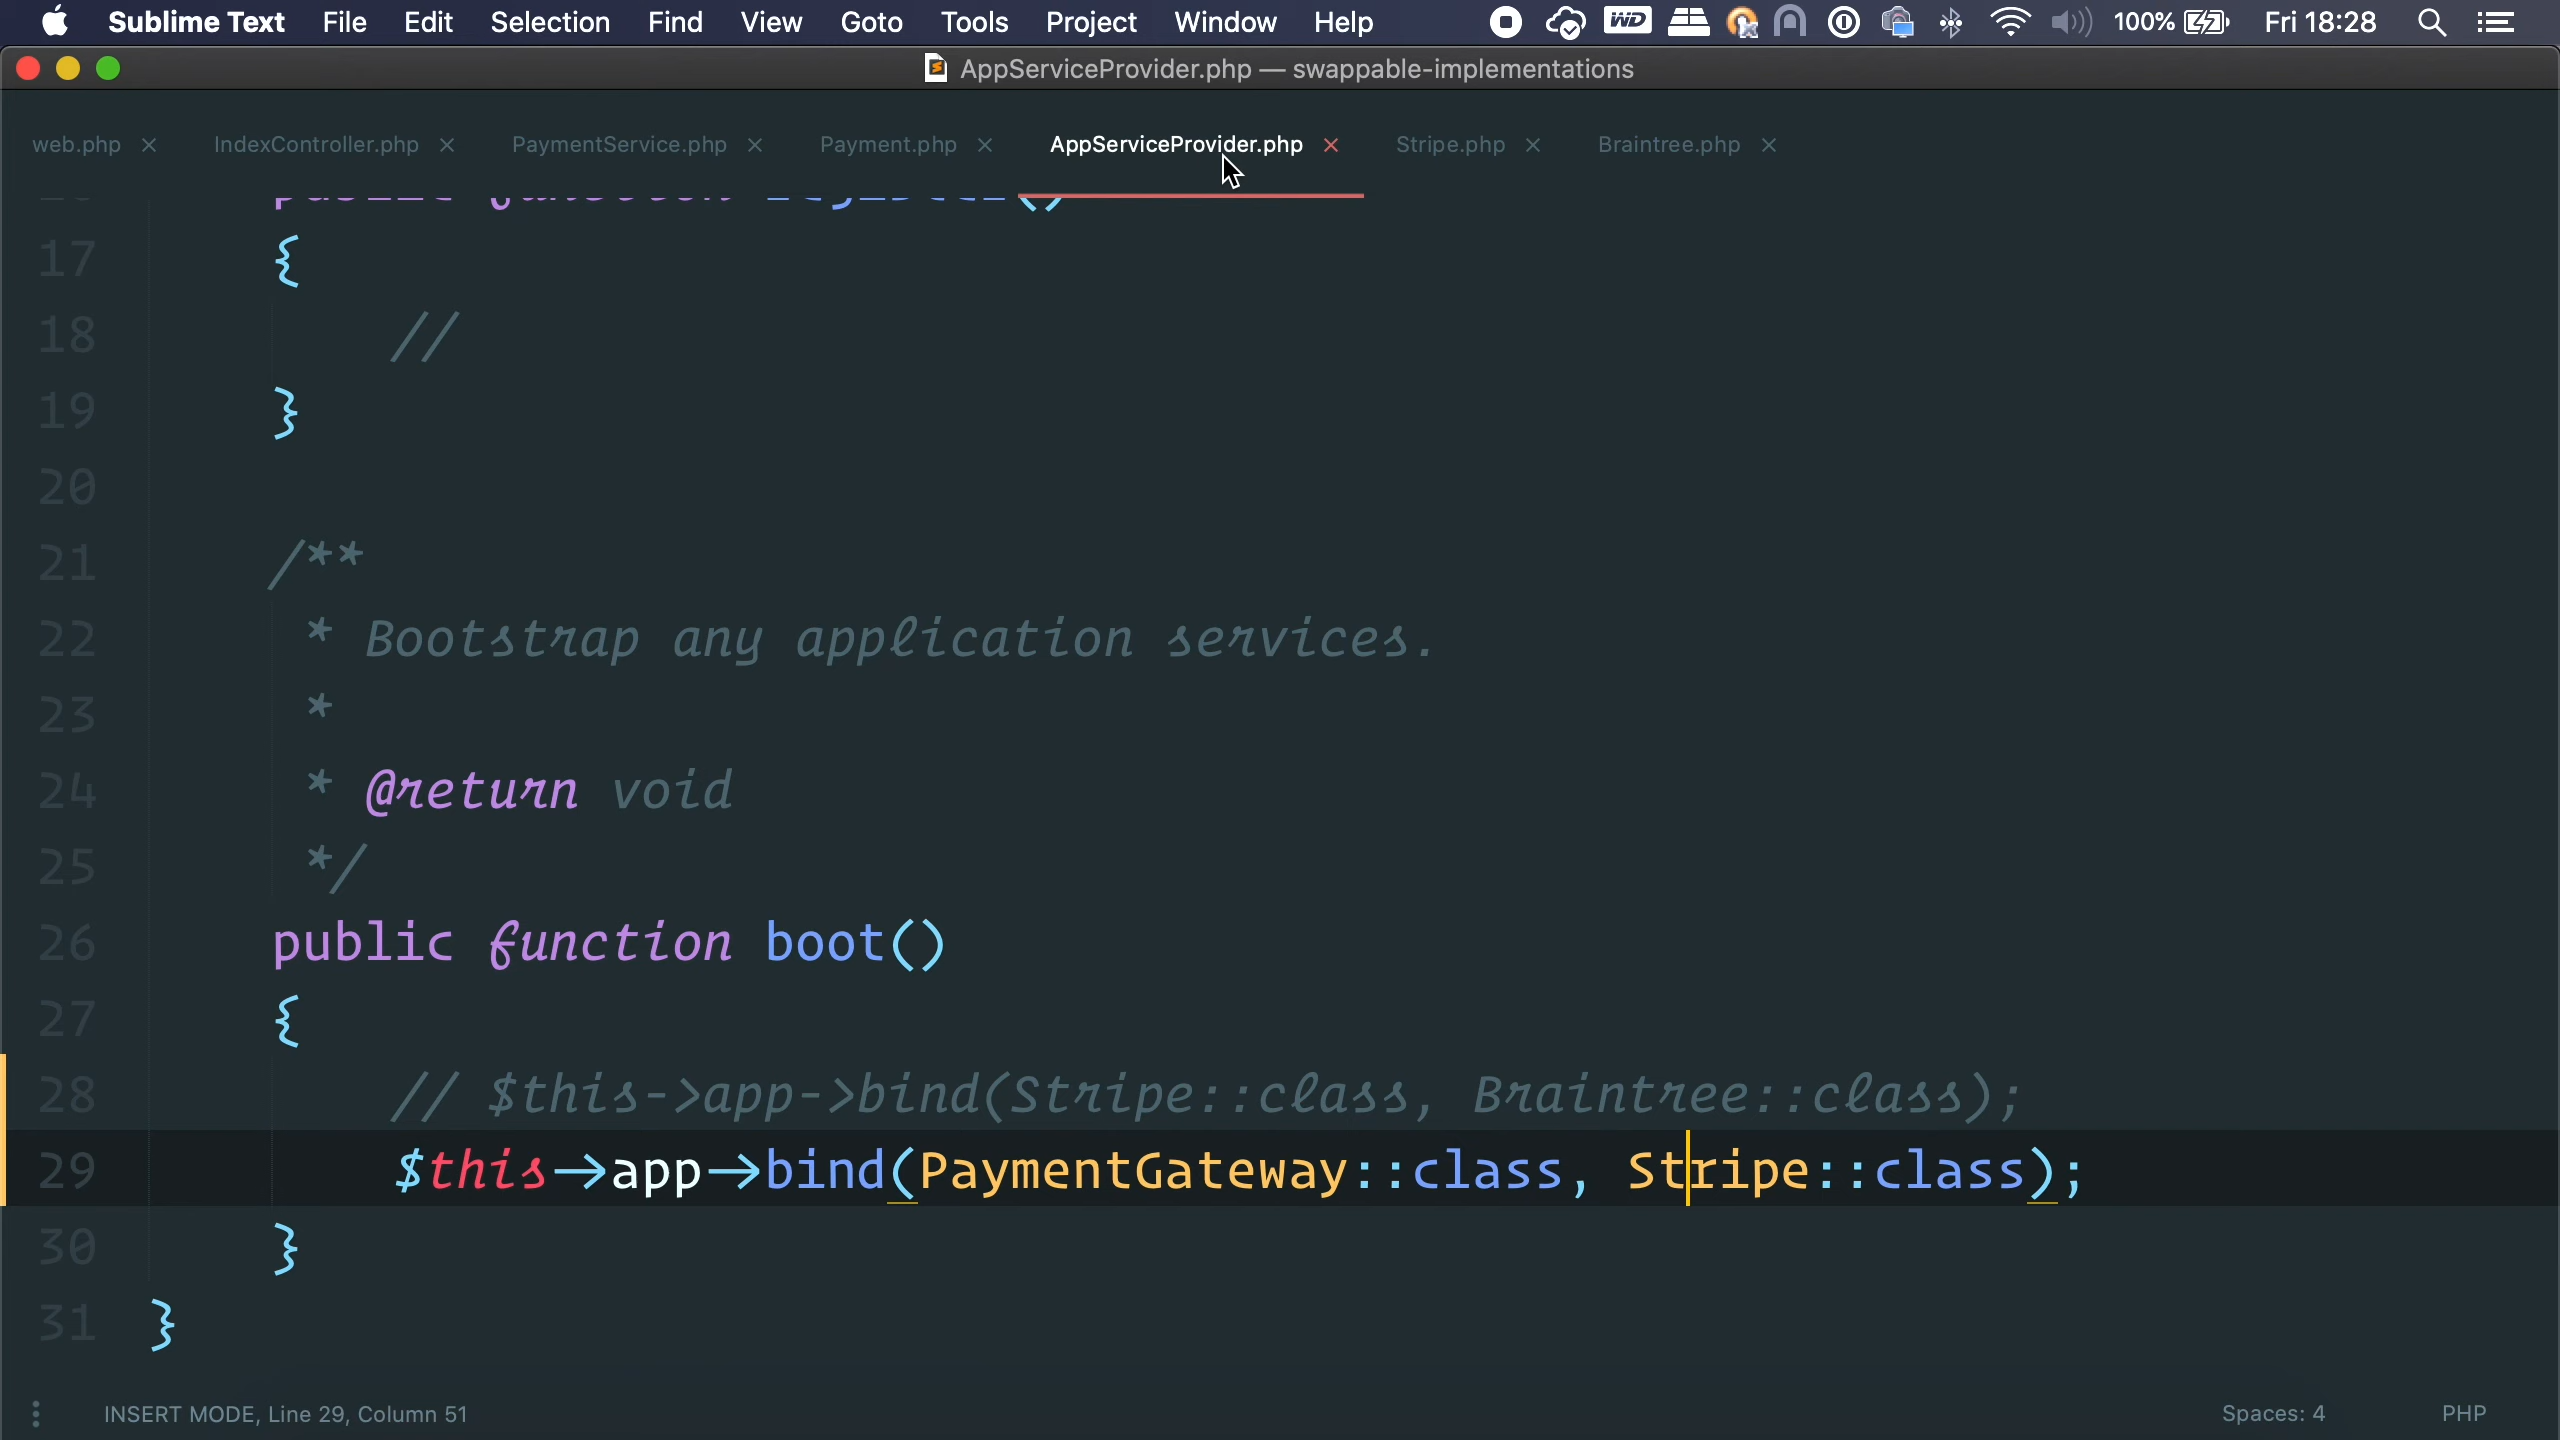 Sublime Text File Edit Selection Find View Goto Tools Project Window Help WD 100% Fri 18:28
AppServiceProvider.php — swappable-implementations
web.php × IndexController.php × PaymentService.php × Payment.php × AppServiceProvider.php × Stripe.php × Braintree.php ×
17 {
18 //
19 }
20
21 /**
22 * Bootstrap any application services.
23 *
24 * @return void
25 */
26 public function boot()
27 {
28 // $this->app->bind(Stripe::class, Braintree::class);
29 $this->app->bind(PaymentGateway::class, Stripe::class);
30 }
31 }
INSERT MODE, Line 29, Column 51 Spaces: 4 PHP